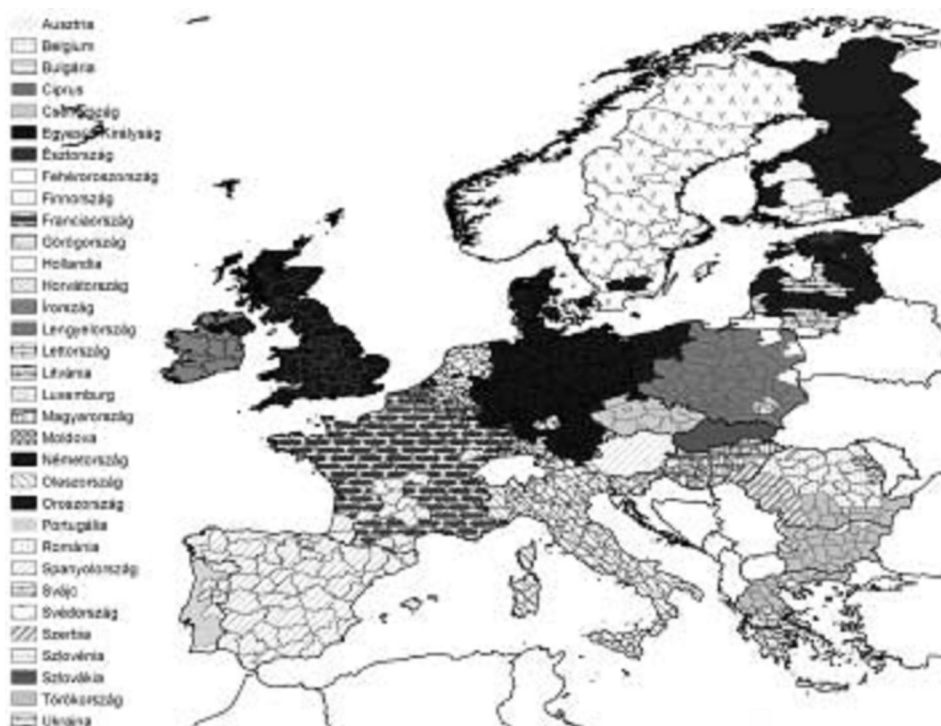 Ausztria
Belgium
Bulgária
Ciprus
Csehország
Egyesült Királyság
Észtország
Fehéroroszország
Finnország
Franciaország
Görögország
Hollandia
Horvátország
Írország
Lengyelország
Lettország
Litvánia
Luxemburg
Magyarország
Moldova
Németország
Olaszország
Oroszország
Portugália
Románia
Spanyolország
Svájc
Svédország
Szerbia
Szlovénia
Szlovákia
Törökország
Ukrajna